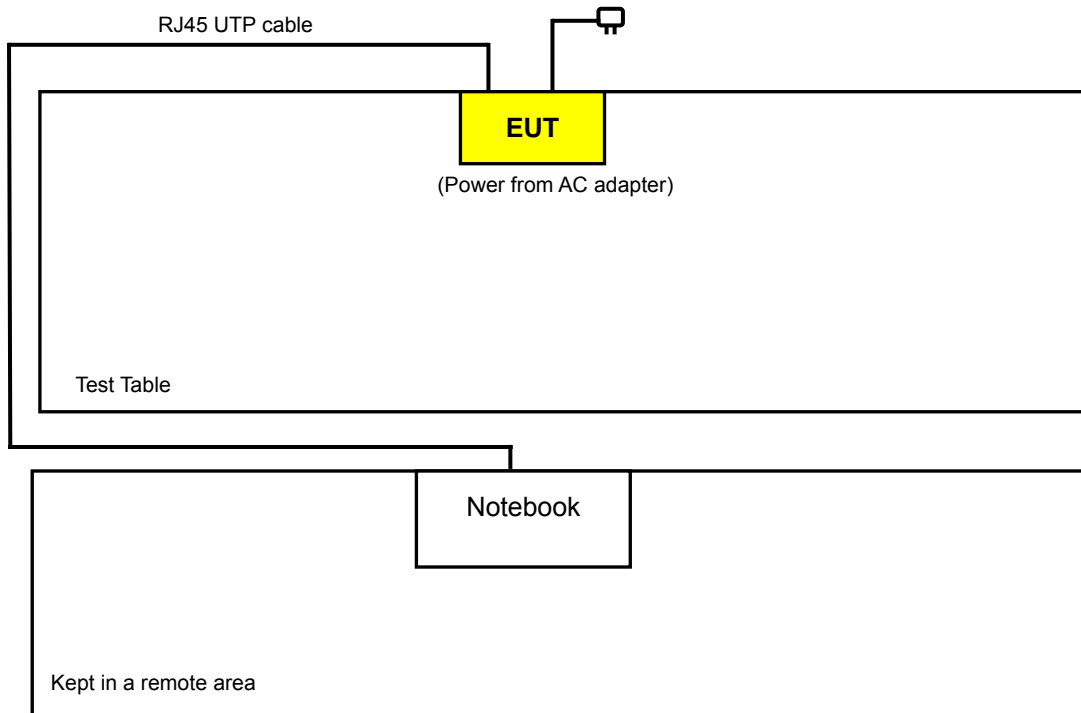 RJ45 UTP cable
EUT
(Power from AC adapter)
Test Table
Notebook
Kept in a remote area